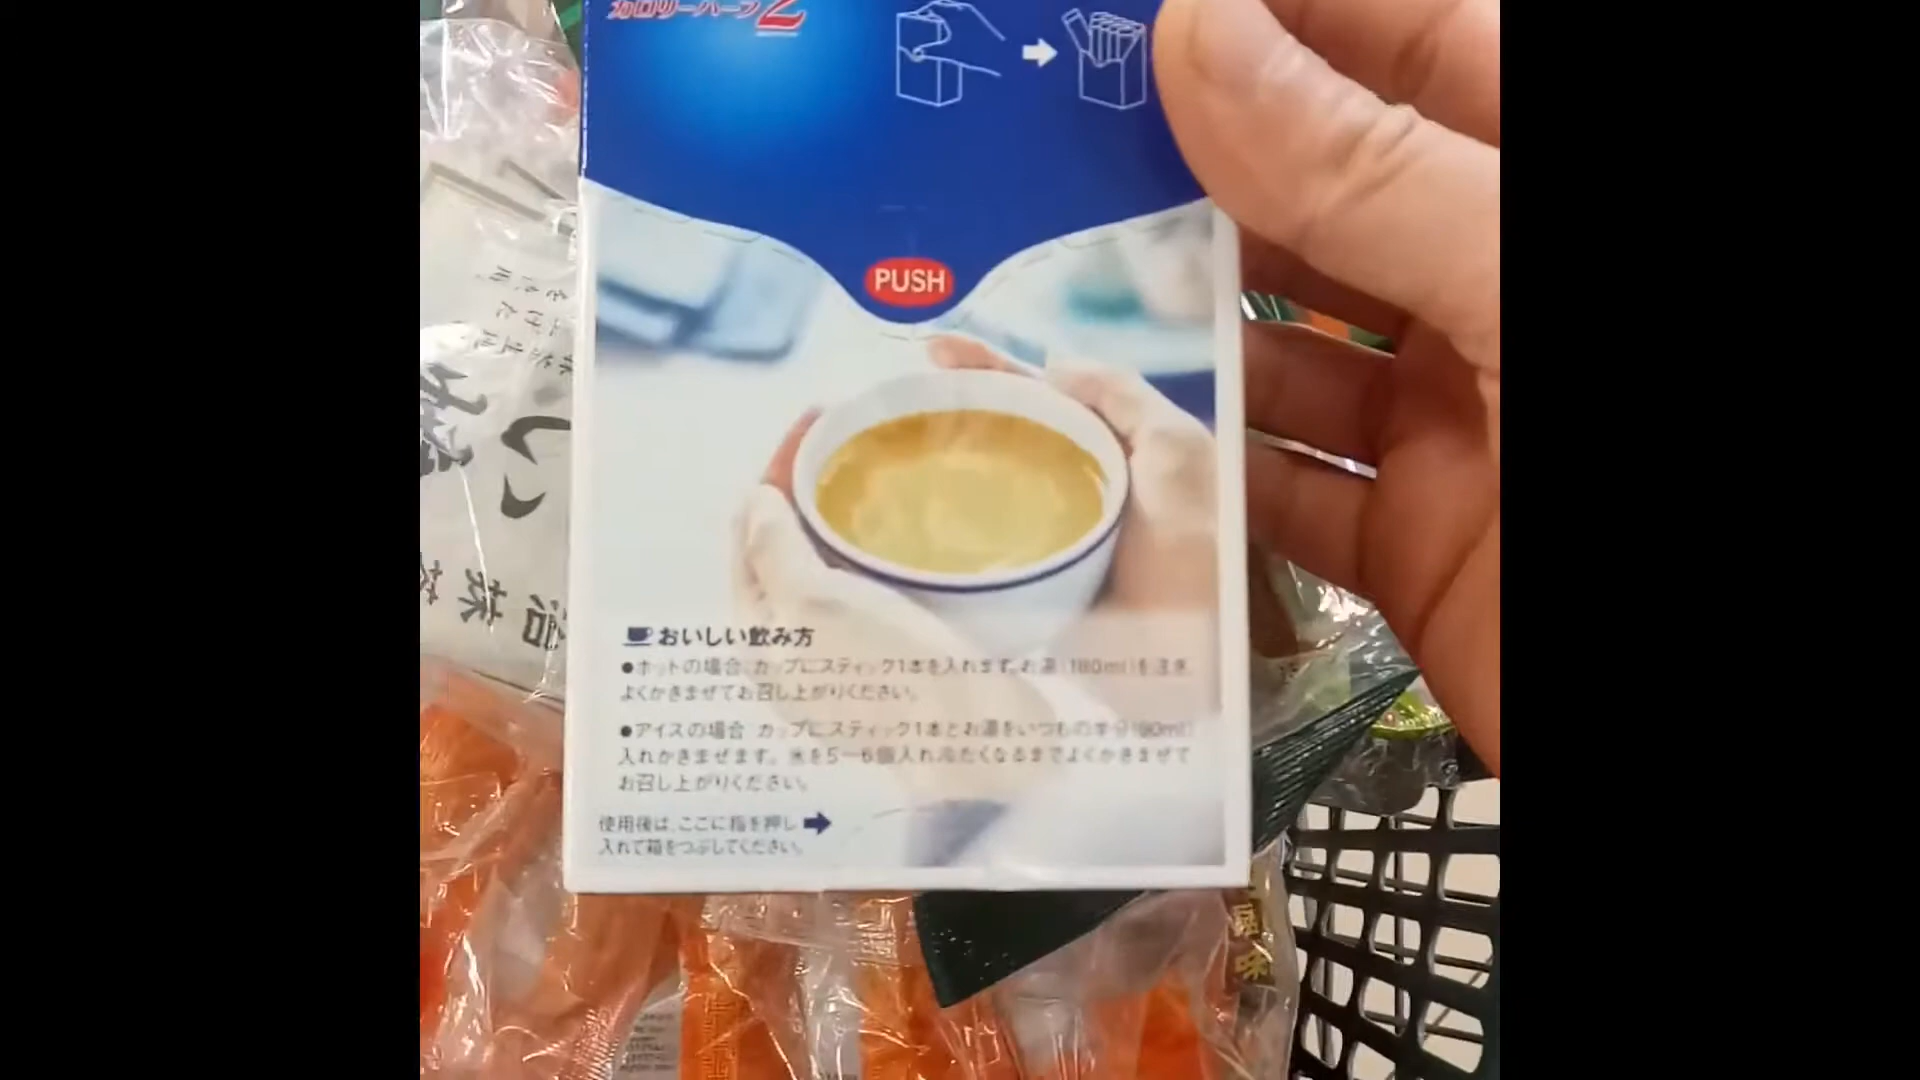 カロリーハーフ2
PUSH
おいしい飲み方
●ホットの場合 カップにスティック1本を入れます。お湯(180ml)を注ぎ、
よくかきまぜてお召し上がりください。
●アイスの場合 カップにスティック1本とお湯をいつもの半分(90ml)
入れかきまぜます。氷を5〜6個入れ冷たくなるまでよくかきまぜて
お召し上がりください。
使用後は、ここに指を押し
入れて箱をつぶしてください。
味